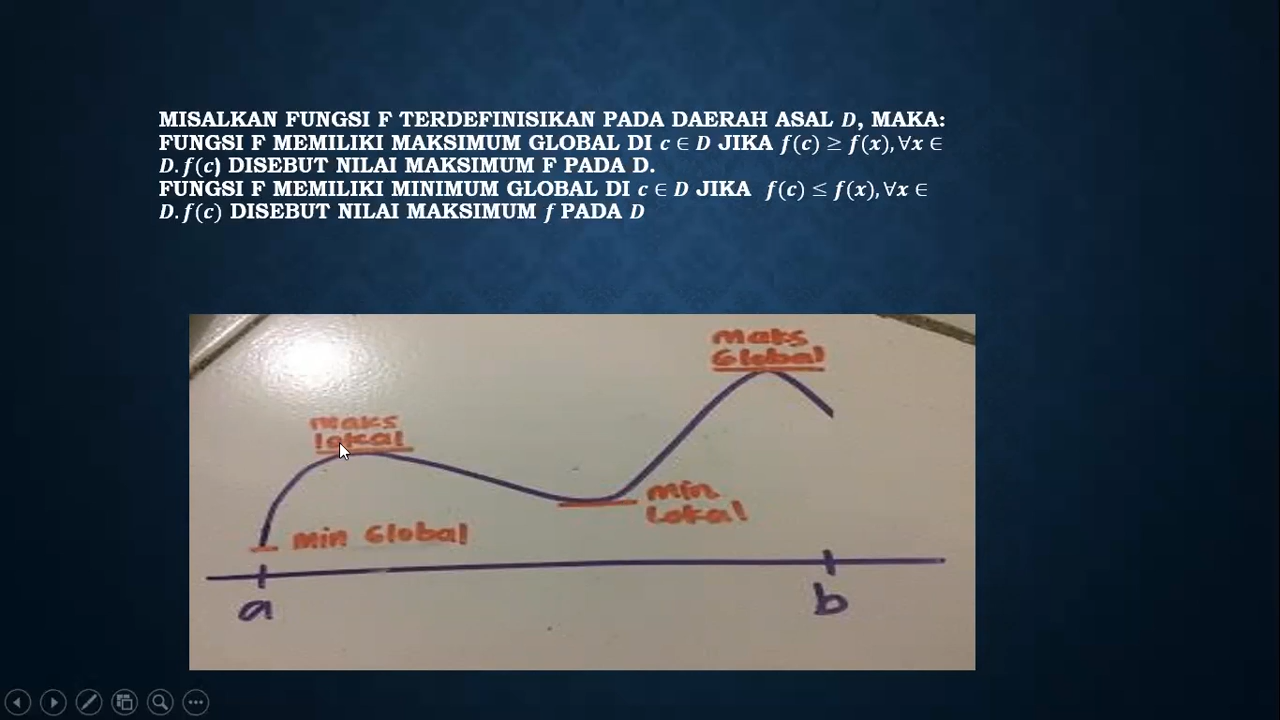 MISALKAN FUNGSI F TERDEFINISIKAN PADA DAERAH ASAL D, MAKA:
FUNGSI F MEMILIKI MAKSIMUM GLOBAL DI c ∈ D JIKA f(c) ≥ f(x), ∀x ∈
D. f(c) DISEBUT NILAI MAKSIMUM F PADA D.
FUNGSI F MEMILIKI MINIMUM GLOBAL DI c ∈ D JIKA f(c) ≤ f(x), ∀x ∈
D. f(c) DISEBUT NILAI MAKSIMUM f PADA D
Maks
Global
Maks
lokal
Min
Lokal
Min Global
a
b